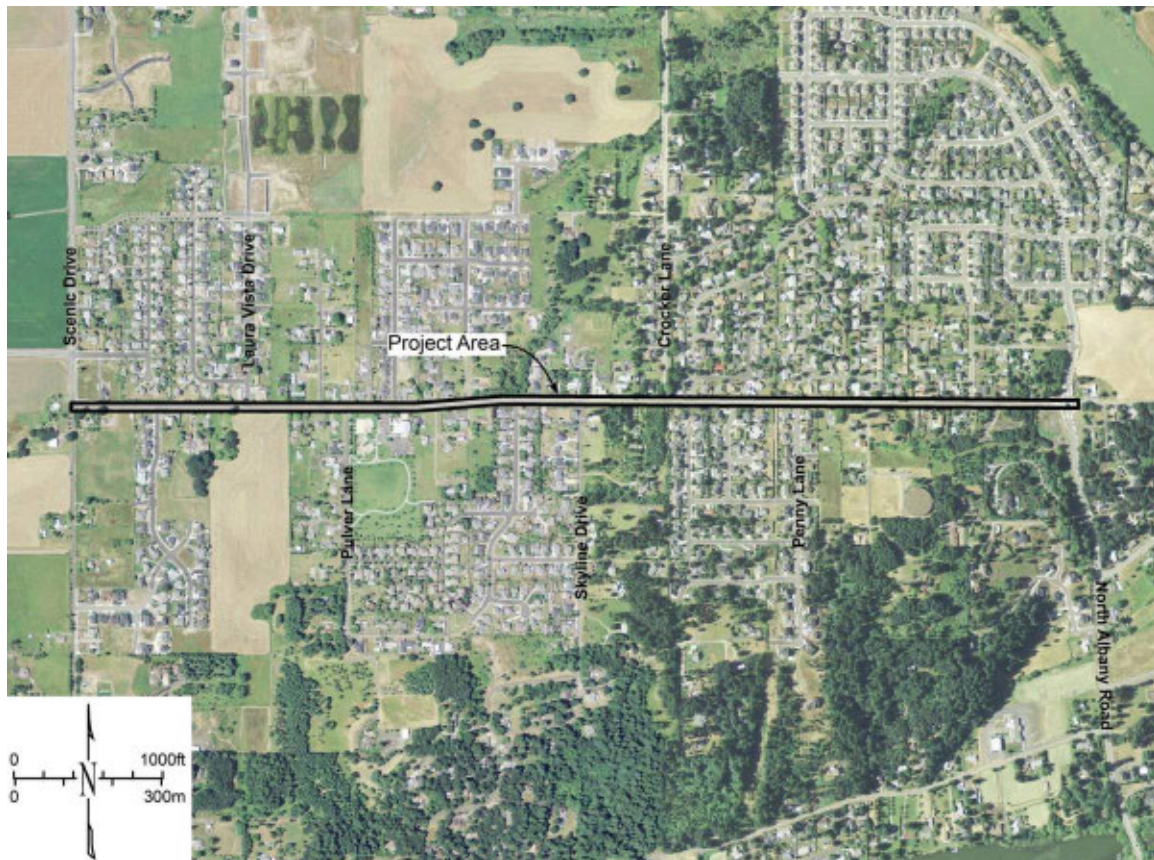 Scenic Drive
Laura Vista Drive
Crocker Lane
Project Area
Pulver Lane
Skyline Drive
Penny Lane
North Albany Road
0 1000ft
N
0 300m